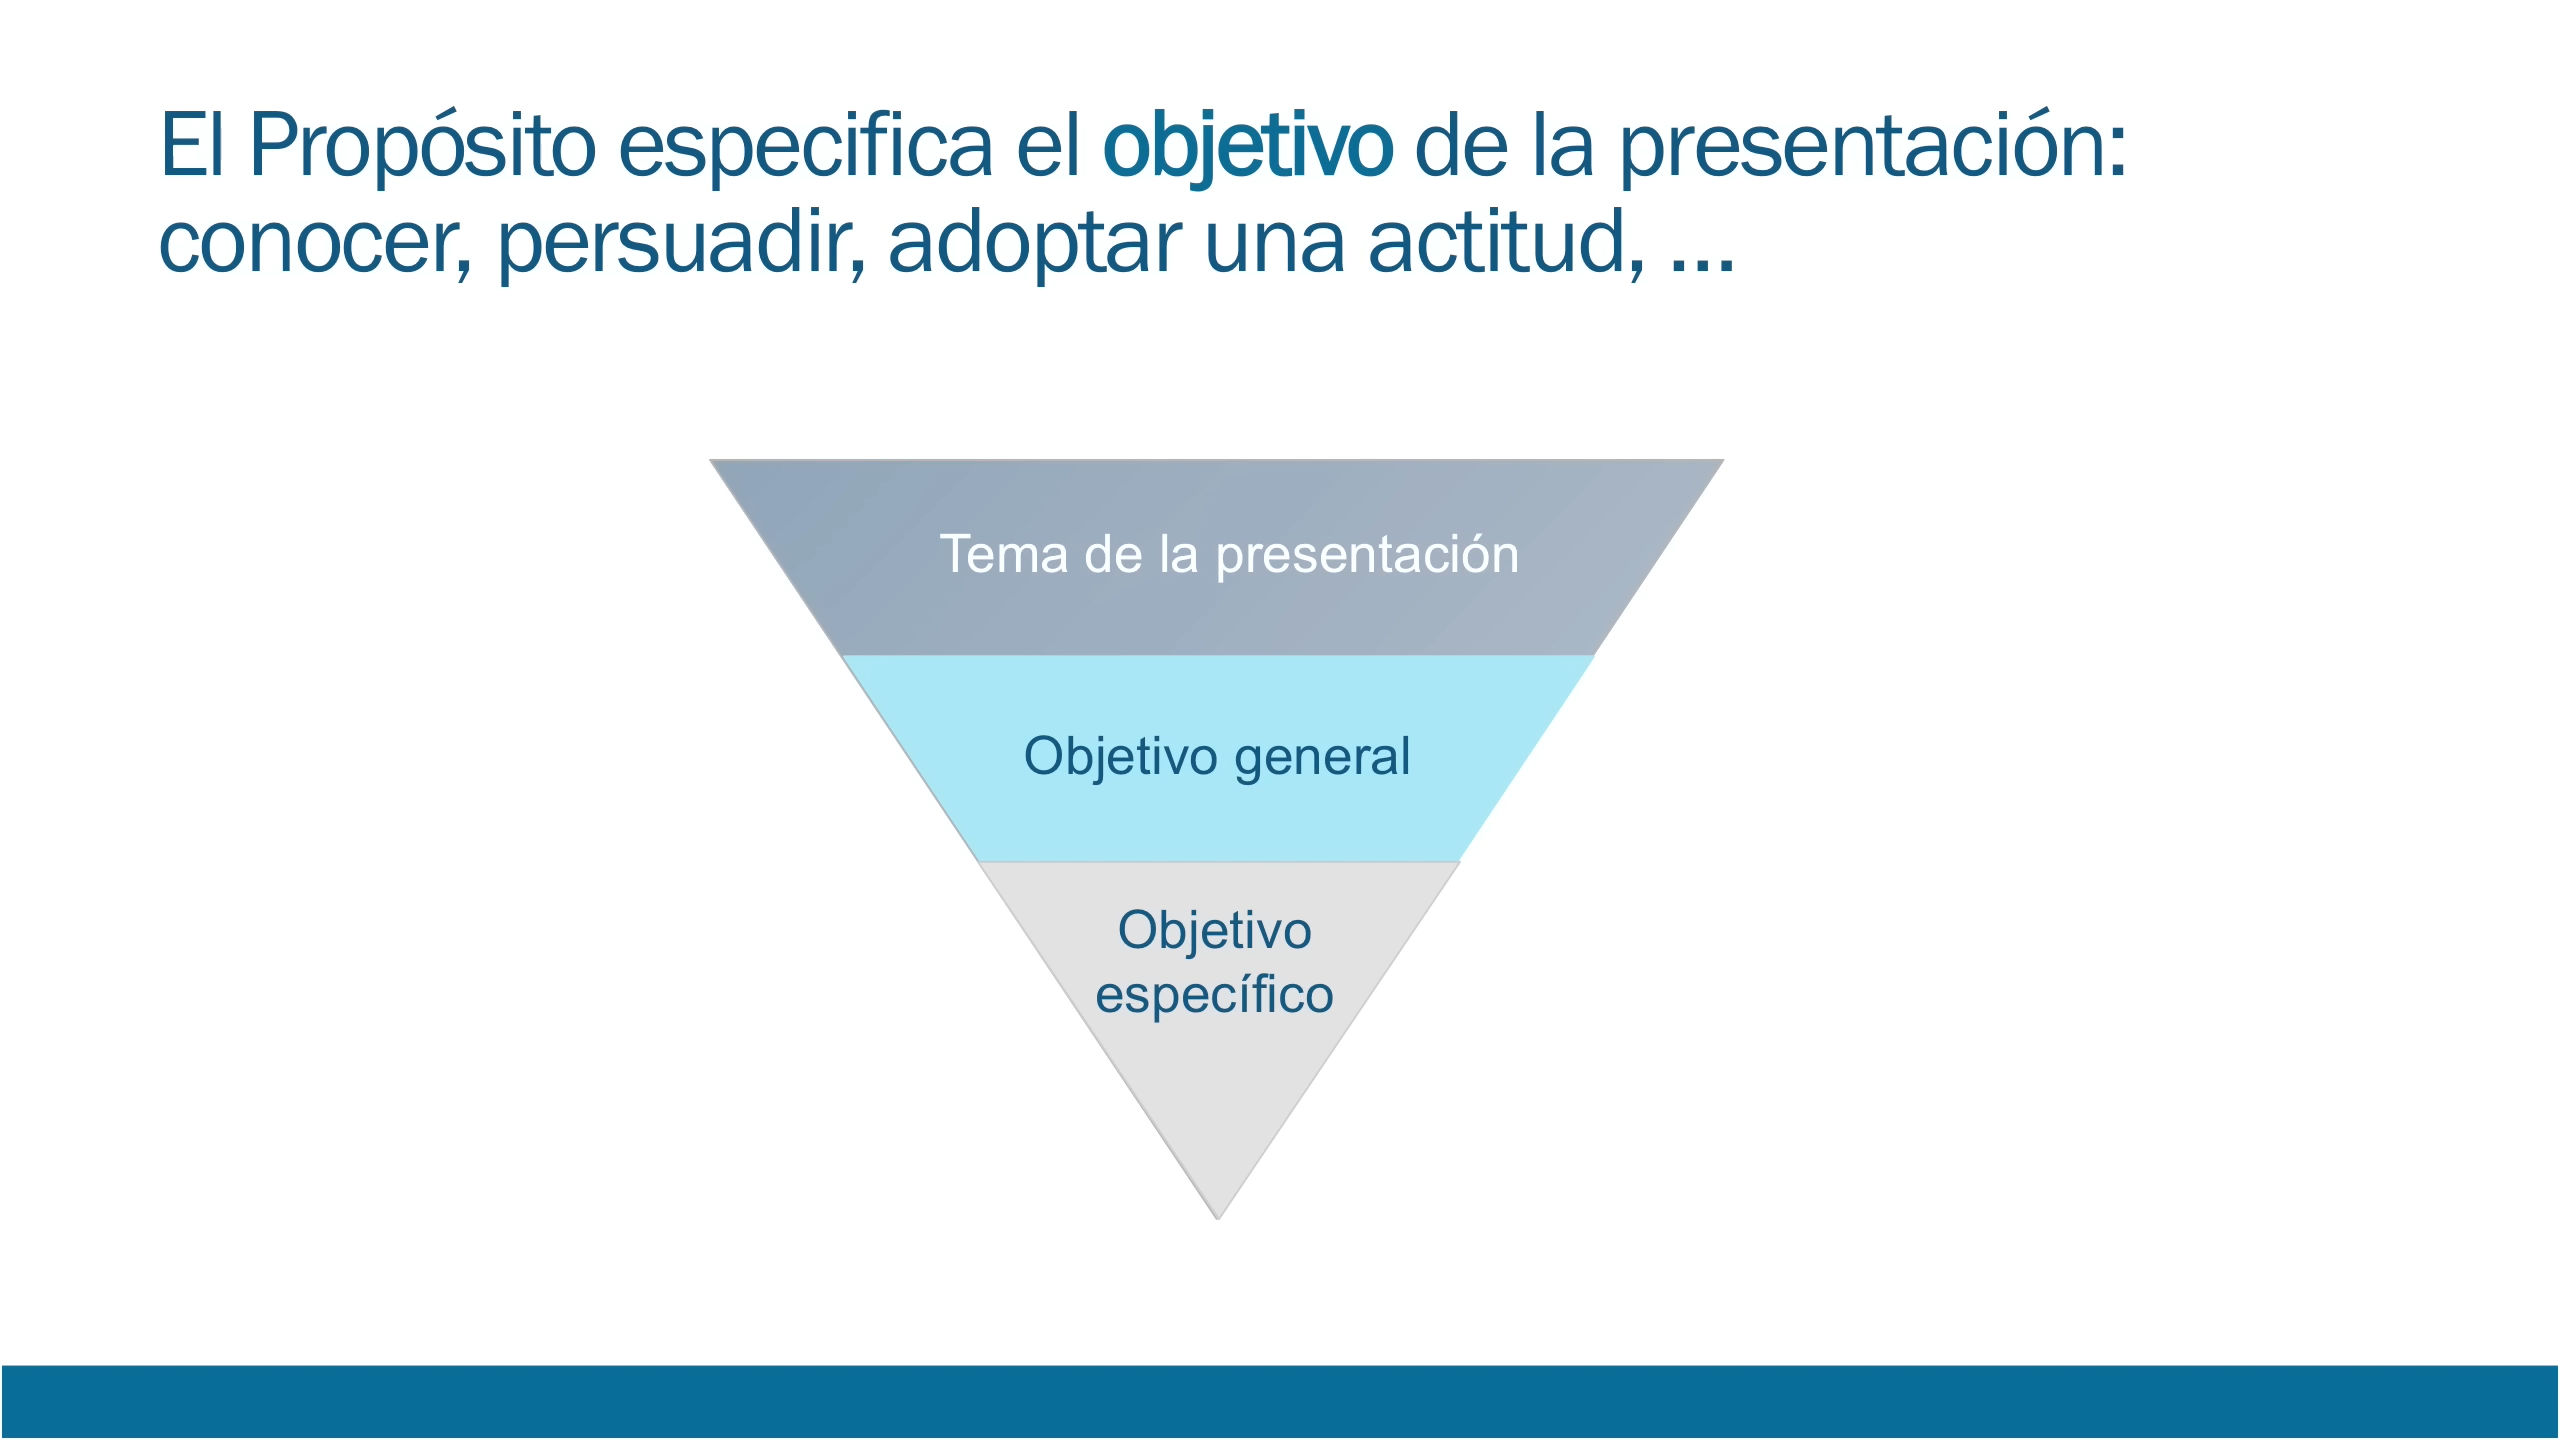 El Propósito especifica el objetivo de la presentación:
conocer, persuadir, adoptar una actitud, ...
Tema de la presentación
Objetivo general
Objetivo
específico